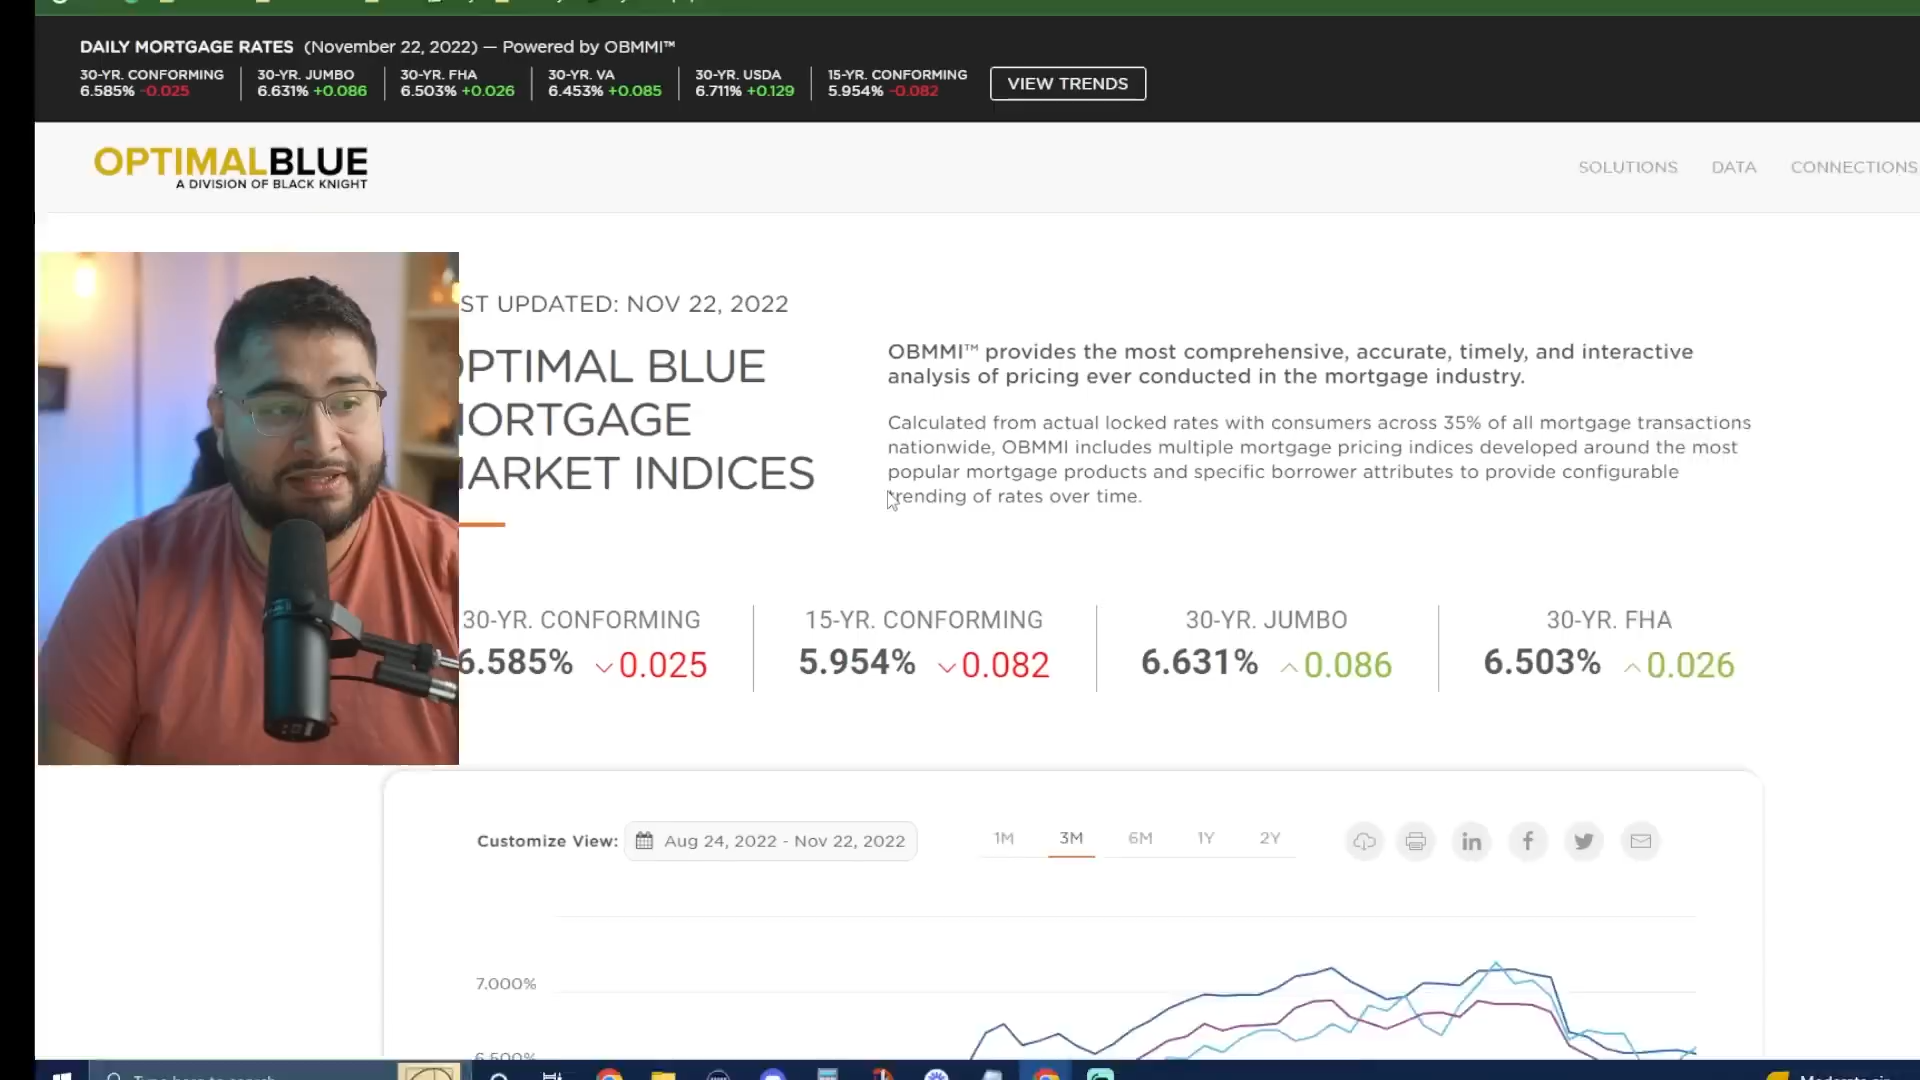 DAILY MORTGAGE RATES (November 22, 2022) — Powered by OBMMI™
30-YR. CONFORMING 30-YR. JUMBO 30-YR. FHA 30-YR. VA 30-YR. USDA 15-YR. CONFORMING VIEW TRENDS
6.585% -0.025 6.631% +0.086 6.503% +0.026 6.453% +0.085 6.711% +0.129 5.954% -0.082
OPTIMALBLUE
A DIVISION OF BLACK KNIGHT
SOLUTIONS DATA CONNECTIONS
ST UPDATED: NOV 22, 2022
PTIMAL BLUE
ORTGAGE
ARKET INDICES
OBMMI™ provides the most comprehensive, accurate, timely, and interactive
analysis of pricing ever conducted in the mortgage industry.
Calculated from actual locked rates with consumers across 35% of all mortgage transactions
nationwide, OBMMI includes multiple mortgage pricing indices developed around the most
popular mortgage products and specific borrower attributes to provide configurable
trending of rates over time.
30-YR. CONFORMING 15-YR. CONFORMING 30-YR. JUMBO 30-YR. FHA
6.585% 0.025 5.954% 0.082 6.631% 0.086 6.503% 0.026
Customize View: Aug 24, 2022 - Nov 22, 2022 1M 3M 6M 1Y 2Y
7.000%
6.500%
Type here to search